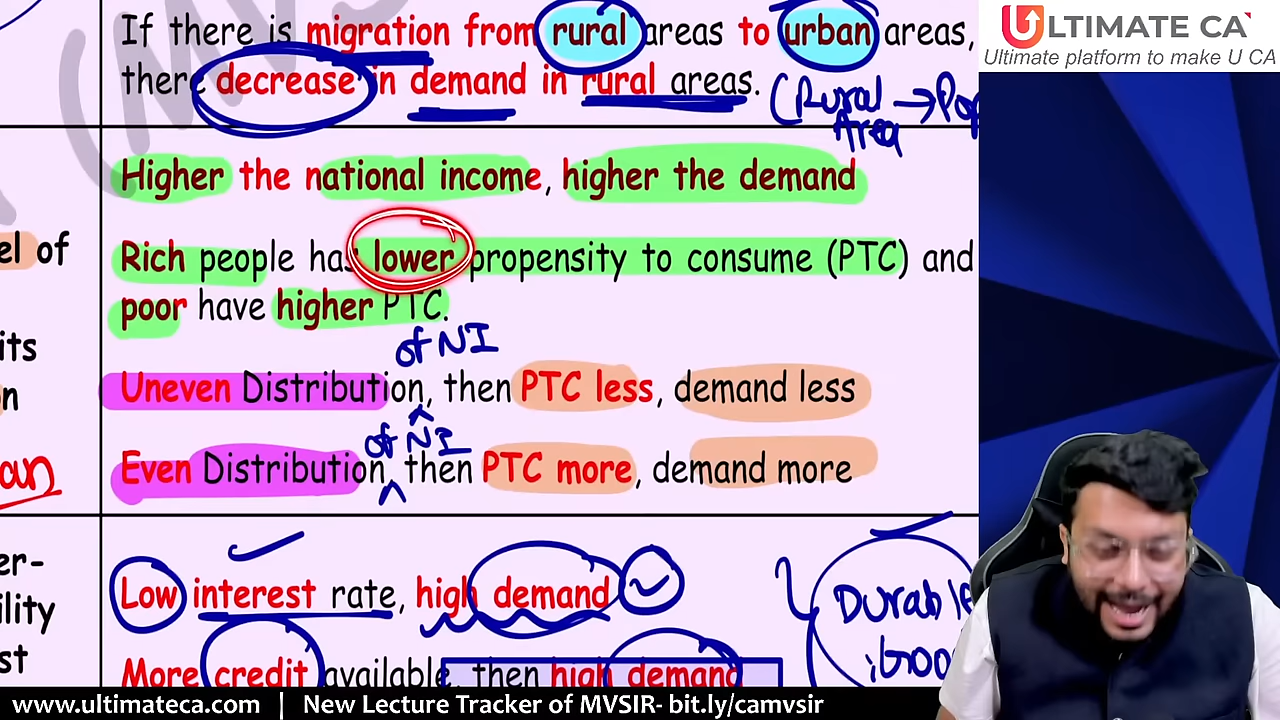 If there is migration from rural areas to urban areas,
there decrease in demand in rural areas.
(Rural Area → Pop
Higher the national income, higher the demand
el of
Rich people has lower propensity to consume (PTC) and
poor have higher PTC.
of NI
its
n
Uneven Distribution, then PTC less, demand less
of NI
Even Distribution, then PTC more, demand more
an
er-
ility
st
Low interest rate, high demand
Durable
Goo
More credit available, then high demand
ULTIMATE CA
Ultimate platform to make U CA
www.ultimateca.com | New Lecture Tracker of MVSIR- bit.ly/camvsir